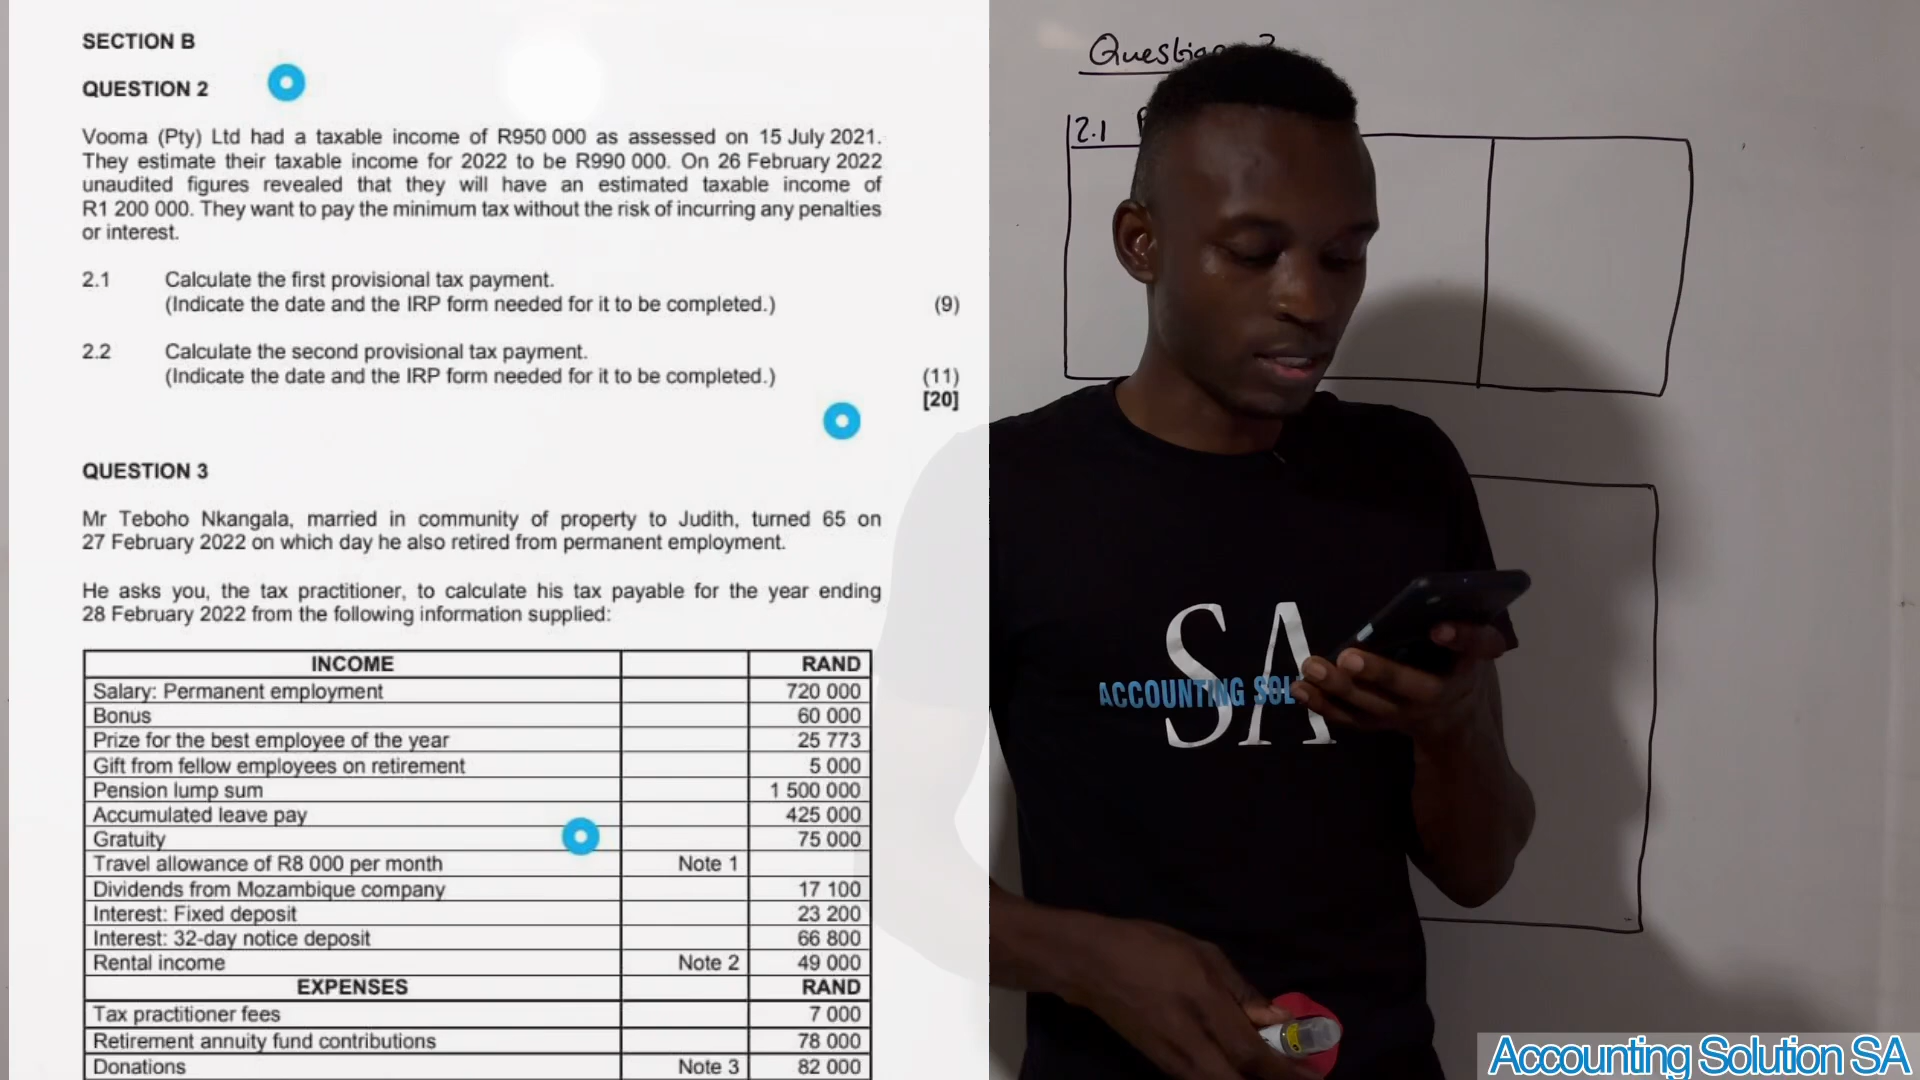 SECTION B
QUESTION 2
Vooma (Pty) Ltd had a taxable income of R950 000 as assessed on 15 July 2021.
They estimate their taxable income for 2022 to be R990 000. On 26 February 2022
unaudited figures revealed that they will have an estimated taxable income of
R1 200 000. They want to pay the minimum tax without the risk of incurring any penalties
or interest.
2.1 Calculate the first provisional tax payment.
(Indicate the date and the IRP form needed for it to be completed.) (9)
2.2 Calculate the second provisional tax payment.
(Indicate the date and the IRP form needed for it to be completed.) (11)
[20]
QUESTION 3
Mr Teboho Nkangala, married in community of property to Judith, turned 65 on
27 February 2022 on which day he also retired from permanent employment.
He asks you, the tax practitioner, to calculate his tax payable for the year ending
28 February 2022 from the following information supplied:
INCOME RAND
Salary: Permanent employment 720 000
Bonus 60 000
Prize for the best employee of the year 25 773
Gift from fellow employees on retirement 5 000
Pension lump sum 1 500 000
Accumulated leave pay 425 000
Gratuity 75 000
Travel allowance of R8 000 per month Note 1
Dividends from Mozambique company 17 100
Interest: Fixed deposit 23 200
Interest: 32-day notice deposit 66 800
Rental income Note 2 49 000
EXPENSES RAND
Tax practitioner fees 7 000
Retirement annuity fund contributions 78 000
Donations Note 3 82 000
2.1
SA
ACCOUNTING
Accounting Solution SA